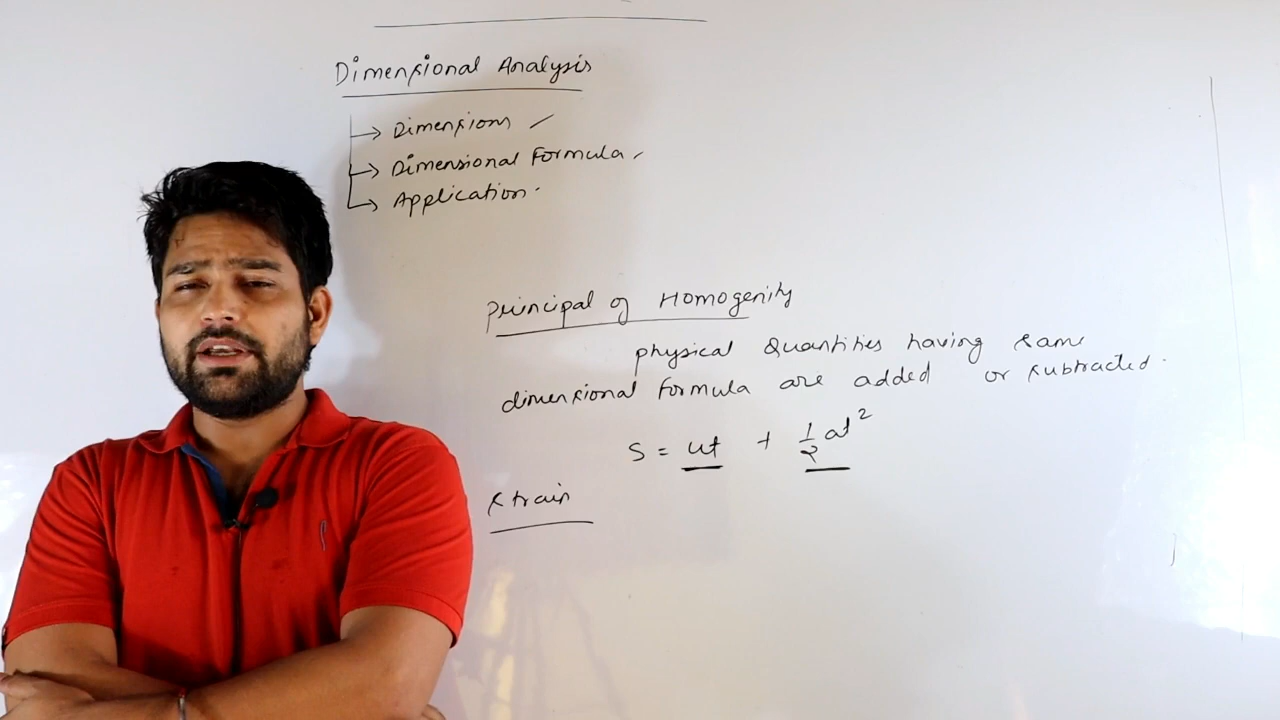 Dimensional Analysis
→ Dimensions
→ Dimensional Formula
→ Application
Principal of Homogenity
physical Quantities having same
dimensional formula are added or subtracted.
S = ut + 1/2 at²
Strain